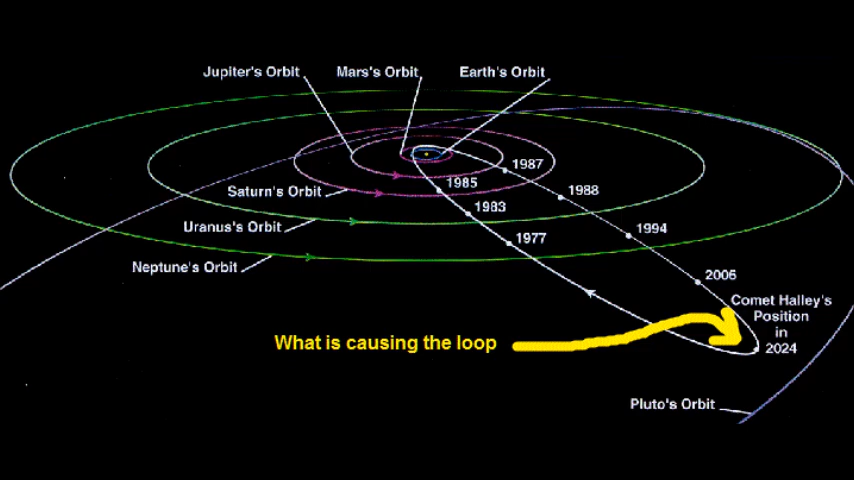 Jupiter's Orbit
Mars's Orbit
Earth's Orbit
1987
Saturn's Orbit
1985
1988
Uranus's Orbit
1983
1994
1977
Neptune's Orbit
2006
Comet Halley's
Position
in
2024
What is causing the loop
Pluto's Orbit